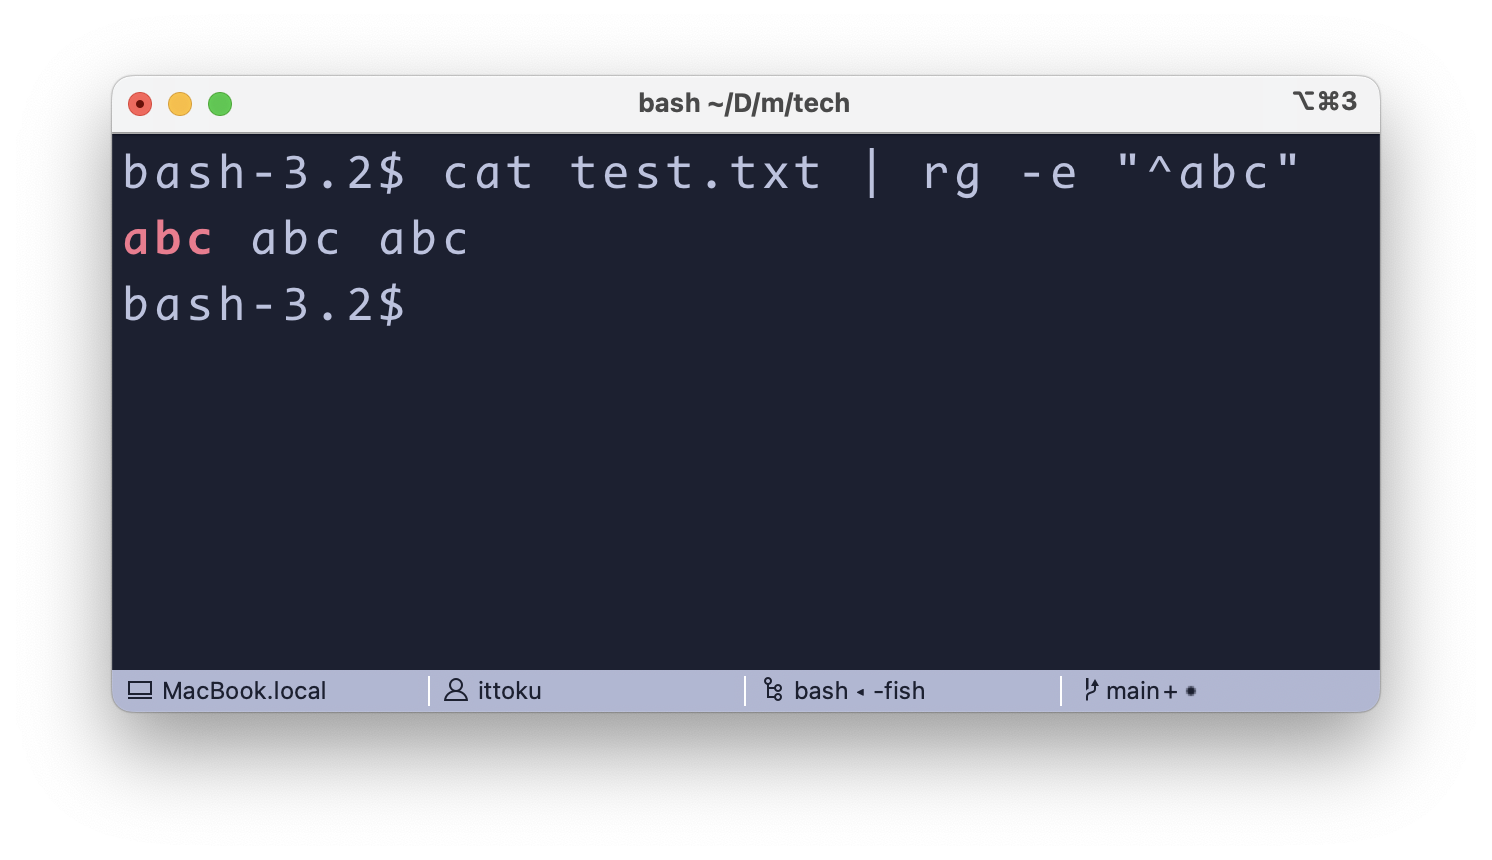 bash ~/D/m/tech ⌥⌘3
bash-3.2$ cat test.txt | rg -e "^abc"
abc abc abc
bash-3.2$
MacBook.local ittoku bash ◂ -fish main+ ●